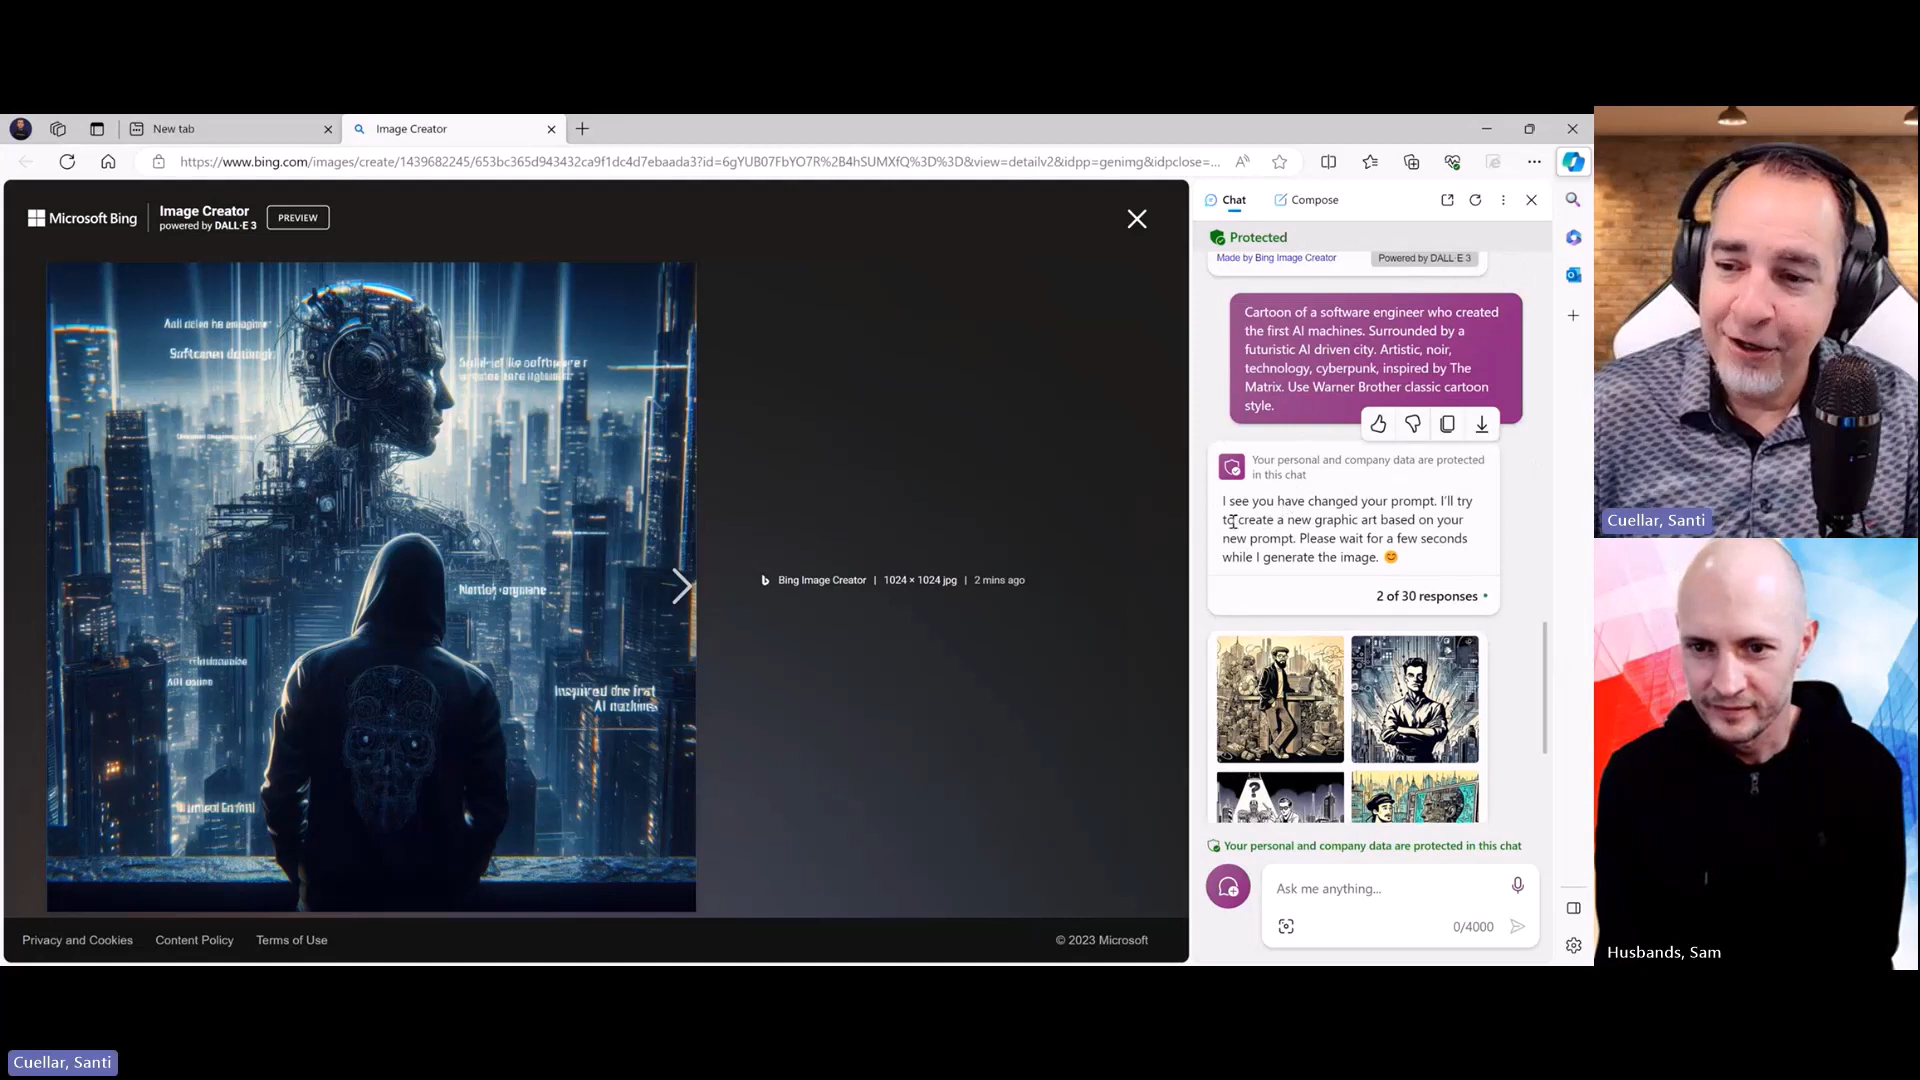 New tab
Image Creator
https://www.bing.com/images/create/1439682245/653bc365d943432ca9f1dc4d7ebaada3?id=6gYUB07FbYO7R%2B4hSUMXfQ%3D%3D&view=detailv2&idpp=genimg&idpclose=...
Microsoft Bing
Image Creator
powered by DALL·E 3
PREVIEW
Inspired the first
AI machines
Bing Image Creator | 1024 × 1024 jpg | 2 mins ago
Privacy and Cookies
Content Policy
Terms of Use
© 2023 Microsoft
Chat
Compose
Protected
Made by Bing Image Creator
Powered by DALL·E 3
Cartoon of a software engineer who created
the first AI machines. Surrounded by a
futuristic AI driven city. Artistic, noir,
technology, cyberpunk, inspired by The
Matrix. Use Warner Brother classic cartoon
style.
Your personal and company data are protected
in this chat
I see you have changed your prompt. I'll try
to create a new graphic art based on your
new prompt. Please wait for a few seconds
while I generate the image. 😊
2 of 30 responses
?
Your personal and company data are protected in this chat
Ask me anything...
0/4000
Cuellar, Santi
Husbands, Sam
Cuellar, Santi